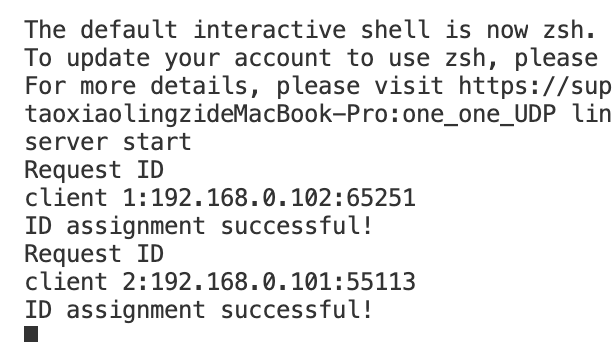 The default interactive shell is now zsh.
To update your account to use zsh, please
For more details, please visit https://sup
taoxiaolingzideMacBook-Pro:one_one_UDP lin
server start
Request ID
client 1:192.168.0.102:65251
ID assignment successful!
Request ID
client 2:192.168.0.101:55113
ID assignment successful!